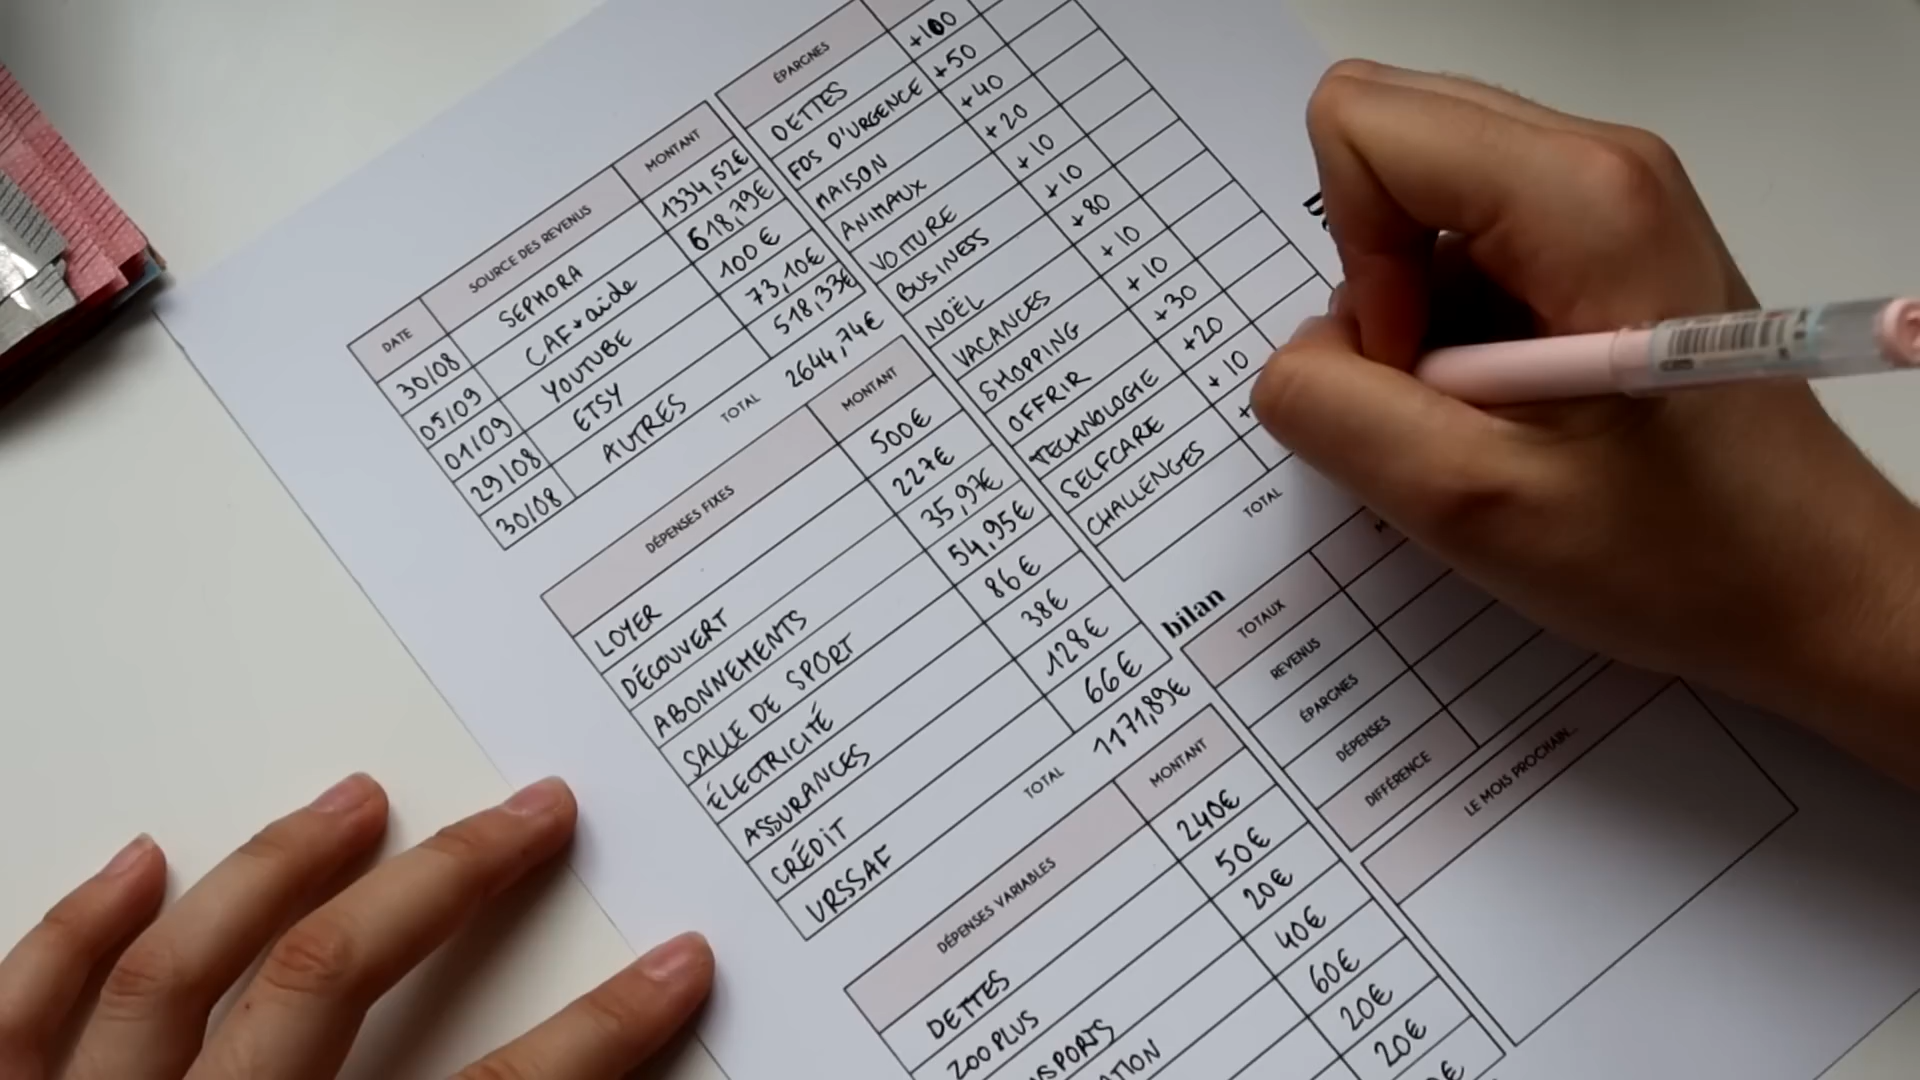 DATE SOURCE DES REVENUS MONTANT
30/08 SEPHORA 1334,52€
05/09 CAF + aide 618,79€
01/09 YOUTUBE 100€
29/08 ETSY 73,10€
30/08 AUTRES 518,33€
TOTAL 2644,74€
DÉPENSES FIXES MONTANT
LOYER 500€
DÉCOUVERT 227€
ABONNEMENTS 35,97€
SALLE DE SPORT 54,95€
ÉLECTRICITÉ 86€
ASSURANCES 38€
CRÉDIT 128€
URSSAF 66€
TOTAL 1171,89€
DÉPENSES VARIABLES MONTANT
DETTES 240€
ZOOPLUS 50€
20€
40€
60€
20€
20€
ÉPARGNES
DETTES +100
FDS D'URGENCE +50
MAISON +40
ANIMAUX +20
VOITURE +10
BUSINESS +10
NOËL +80
VACANCES +10
SHOPPING +10
OFFRIR +30
TECHNOLOGIE +20
SELFCARE +10
CHALLENGES +
TOTAL
bilan
TOTAUX
REVENUS
ÉPARGNES
DÉPENSES
DIFFÉRENCE
LE MOIS PROCHAIN...